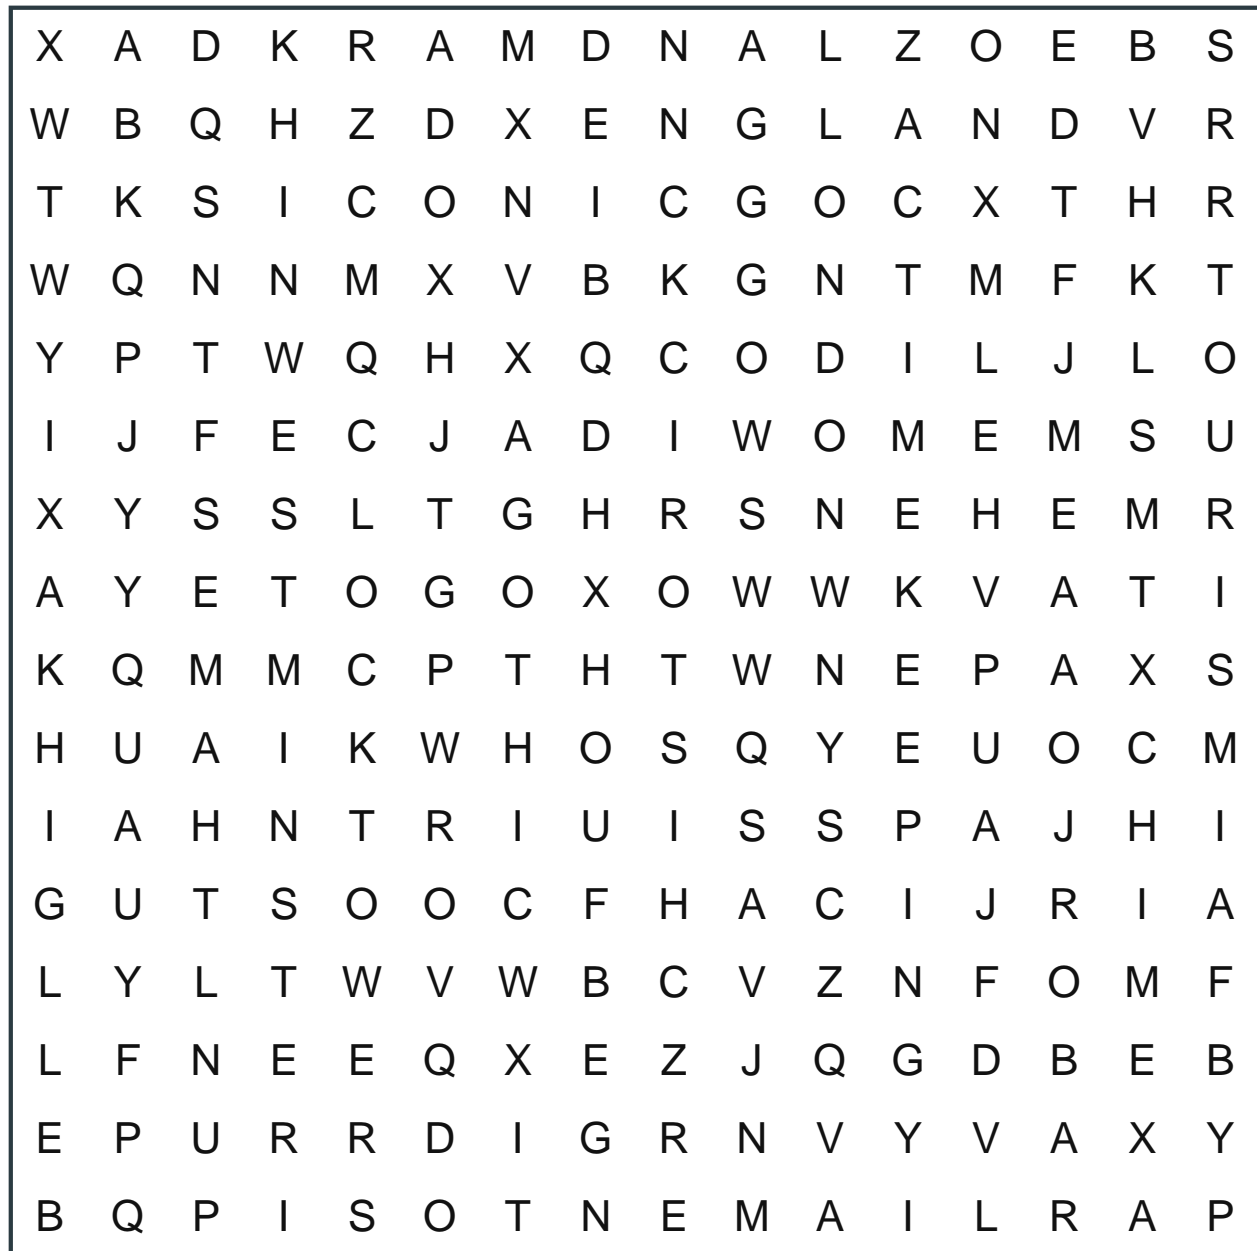 X A D K R A M D N A L Z O E B S
W B Q H Z D X E N G L A N D V R
T K S I C O N I C G O C X T H R
W Q N N M X V B K G N T M F K T
Y P T W Q H X Q C O D I L J L O
I J F E C J A D I W O M E M S U
X Y S S L T G H R S N E H E M R
A Y E T O G O X O W W K V A T I
K Q M M C P T H T W N E P A X S
H U A I K W H O S Q Y E U O C M
I A H N T R I U I S S P A J H I
G U T S O O C F H A C I J R I A
L Y L T W V W B C V Z N F O M F
L F N E E Q X E Z J Q G D B E B
E P U R R D I G R N V Y V A X Y
B Q P I S O T N E M A I L R A P